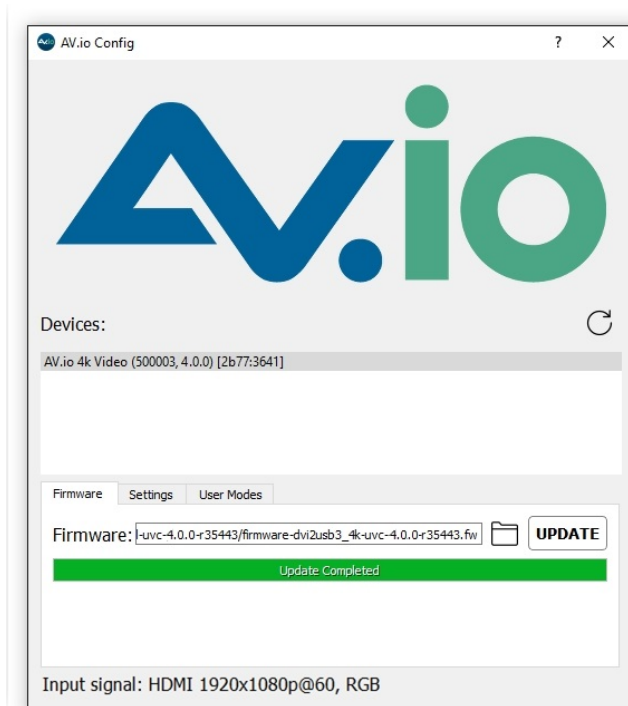 AV.io Config
?
AV.io
Devices:
AV.io 4k Video (500003, 4.0.0) [2b77:3641]
Firmware Settings User Modes
Firmware: l-uvc-4.0.0-r35443/firmware-dvi2usb3_4k-uvc-4.0.0-r35443.fw UPDATE
Update Completed
Input signal: HDMI 1920x1080p@60, RGB